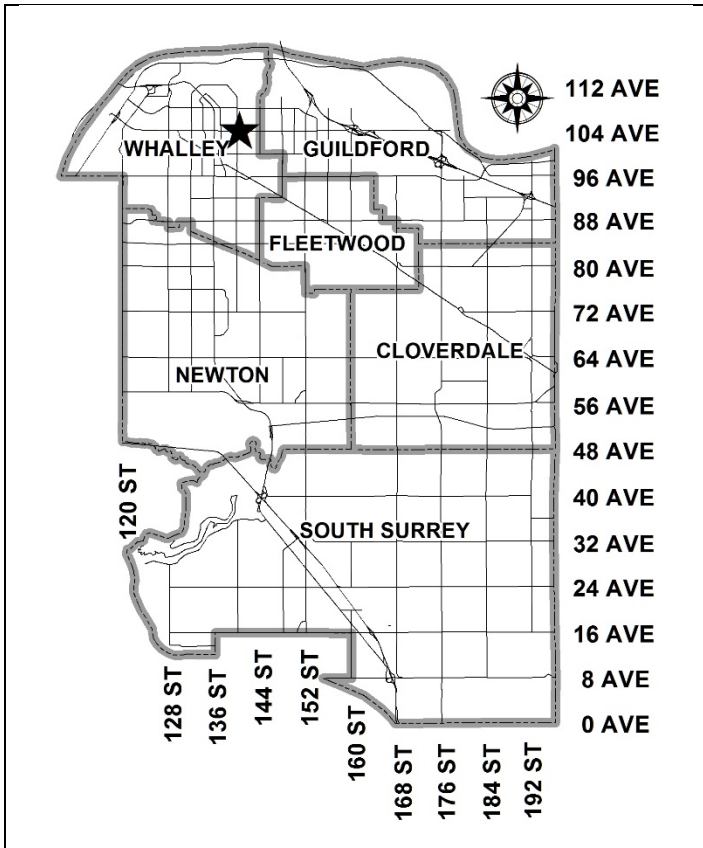 112 AVE
104 AVE
WHALLEY
GUILDFORD
96 AVE
88 AVE
FLEETWOOD
80 AVE
72 AVE
CLOVERDALE
64 AVE
NEWTON
56 AVE
48 AVE
120 ST
40 AVE
SOUTH SURREY
32 AVE
24 AVE
16 AVE
128 ST
136 ST
144 ST
152 ST
8 AVE
160 ST
0 AVE
168 ST
176 ST
184 ST
192 ST